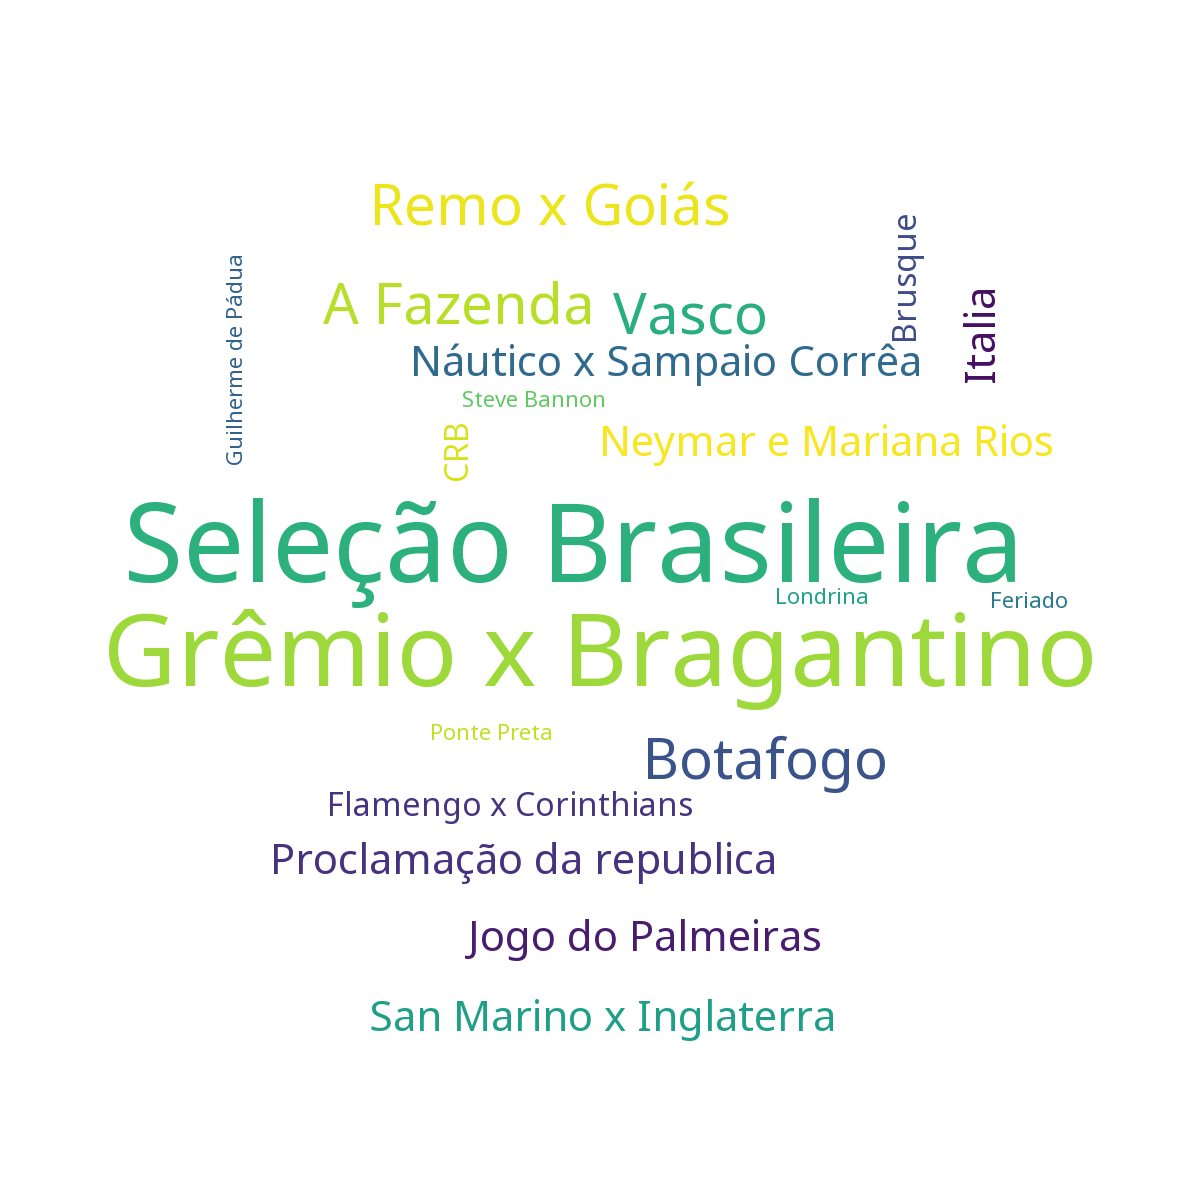 Remo x Goiás
Brusque
Guilherme de Pádua
A Fazenda
Vasco
Italia
Náutico x Sampaio Corrêa
Steve Bannon
CRB
Neymar e Mariana Rios
Seleção Brasileira
Londrina
Feriado
Grêmio x Bragantino
Ponte Preta
Botafogo
Flamengo x Corinthians
Proclamação da republica
Jogo do Palmeiras
San Marino x Inglaterra